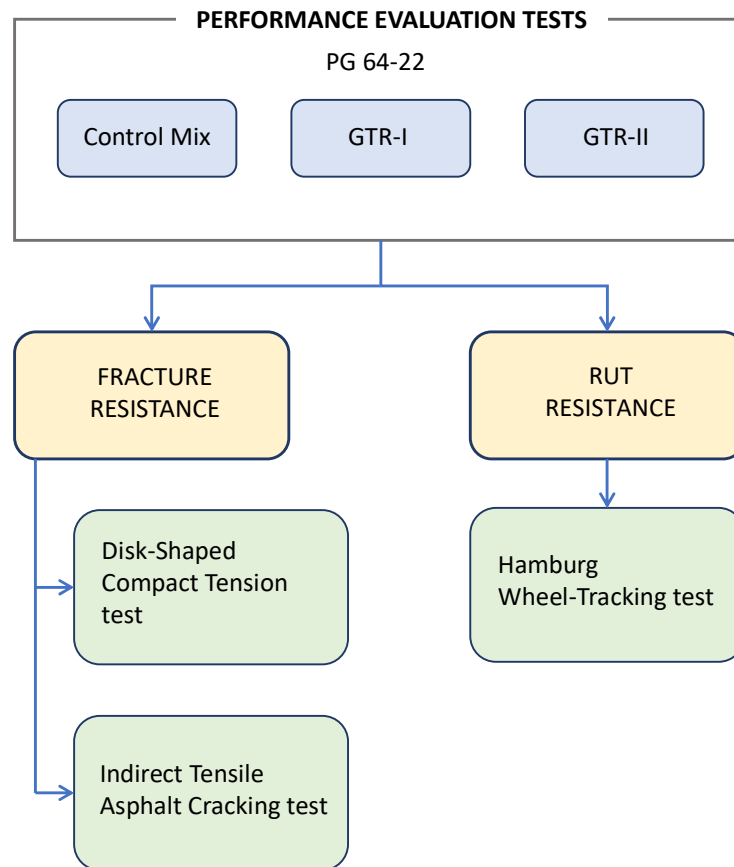 PERFORMANCE EVALUATION TESTS
PG 64-22
Control Mix
GTR-I
GTR-II
FRACTURE
RESISTANCE
RUT
RESISTANCE
Disk-Shaped
Compact Tension
test
Hamburg
Wheel-Tracking test
Indirect Tensile
Asphalt Cracking test